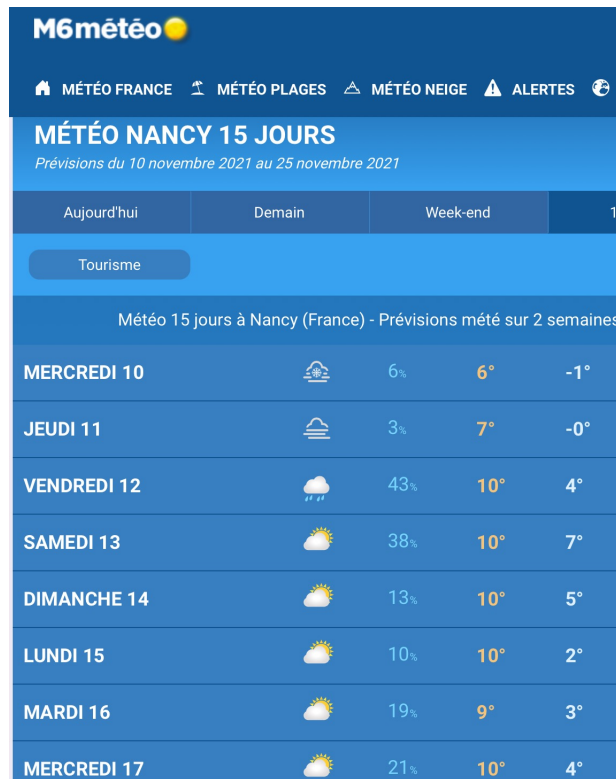 M6météo
MÉTÉO FRANCE MÉTÉO PLAGES MÉTÉO NEIGE ALERTES
MÉTÉO NANCY 15 JOURS
Prévisions du 10 novembre 2021 au 25 novembre 2021
Aujourd'hui Demain Week-end 1
Tourisme
Météo 15 jours à Nancy (France) - Prévisions mété sur 2 semaines
MERCREDI 10 6% 6° -1°
JEUDI 11 3% 7° -0°
VENDREDI 12 43% 10° 4°
SAMEDI 13 38% 10° 7°
DIMANCHE 14 13% 10° 5°
LUNDI 15 10% 10° 2°
MARDI 16 19% 9° 3°
MERCREDI 17 21% 10° 4°